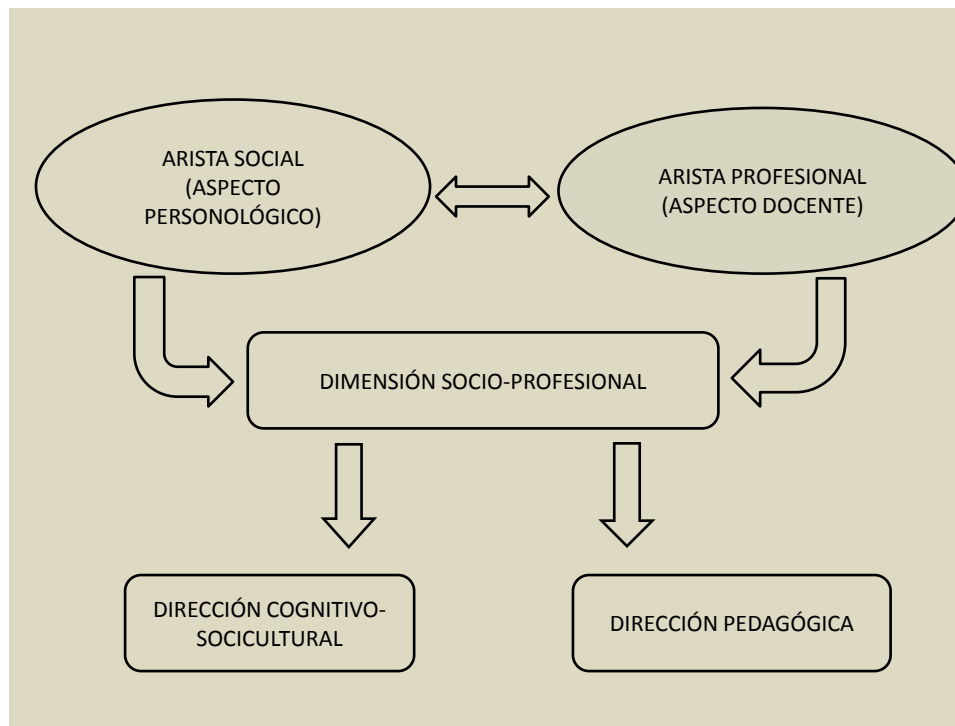 ARISTA SOCIAL
(ASPECTO
PERSONOLÓGICO)
ARISTA PROFESIONAL
(ASPECTO DOCENTE)
DIMENSIÓN SOCIO-PROFESIONAL
DIRECCIÓN COGNITIVO-
SOCICULTURAL
DIRECCIÓN PEDAGÓGICA